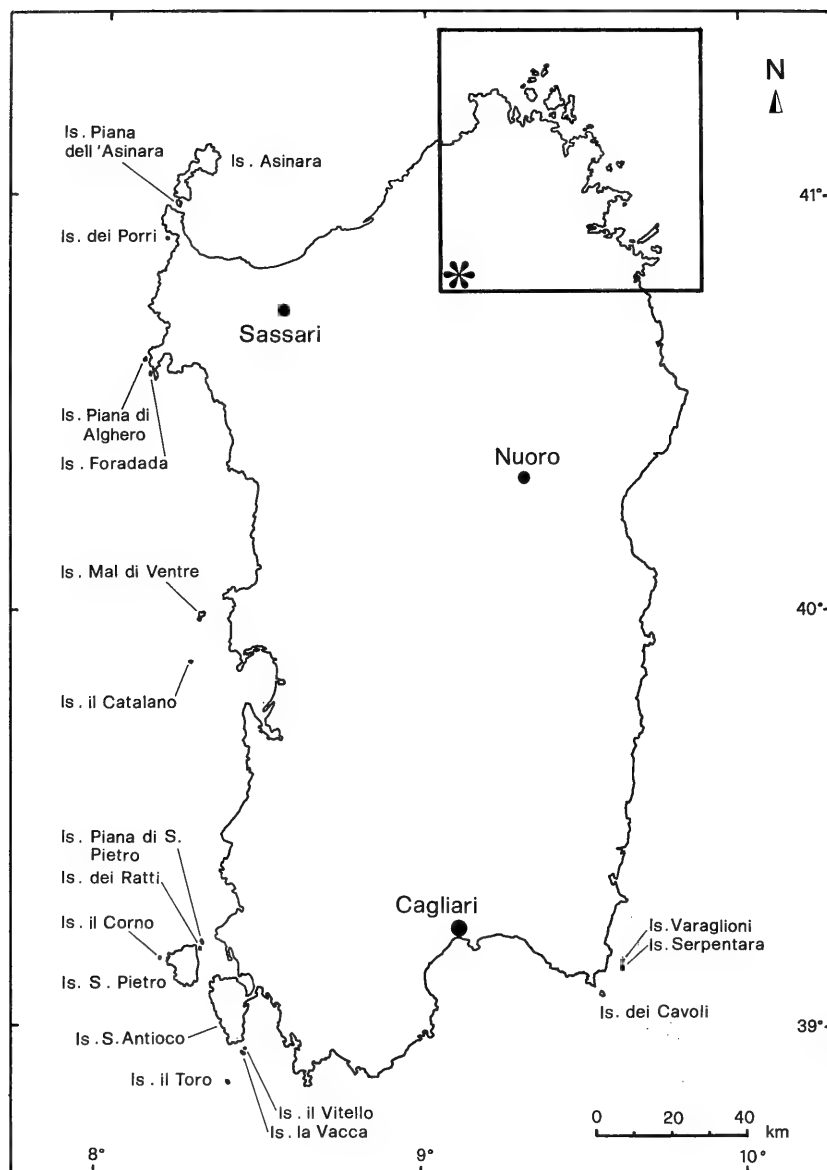 N
Is. Piana
dell'Asinara
Is. Asinara
41°
Is. dei Porri
Sassari
Is. Piana di
Alghero
Is. Foradada
Nuoro
Is. Mal di Ventre
40°
Is. il Catalano
Is. Piana di S.
Pietro
Is. dei Ratti
Cagliari
Is. il Corno
Is. Varaglioni
Is. Serpentara
Is. S. Pietro
Is. dei Cavoli
39°
Is. S. Antioco
Is. il Toro
Is. il Vitello
Is. la Vacca
0 20 40
km
8° 9° 10°